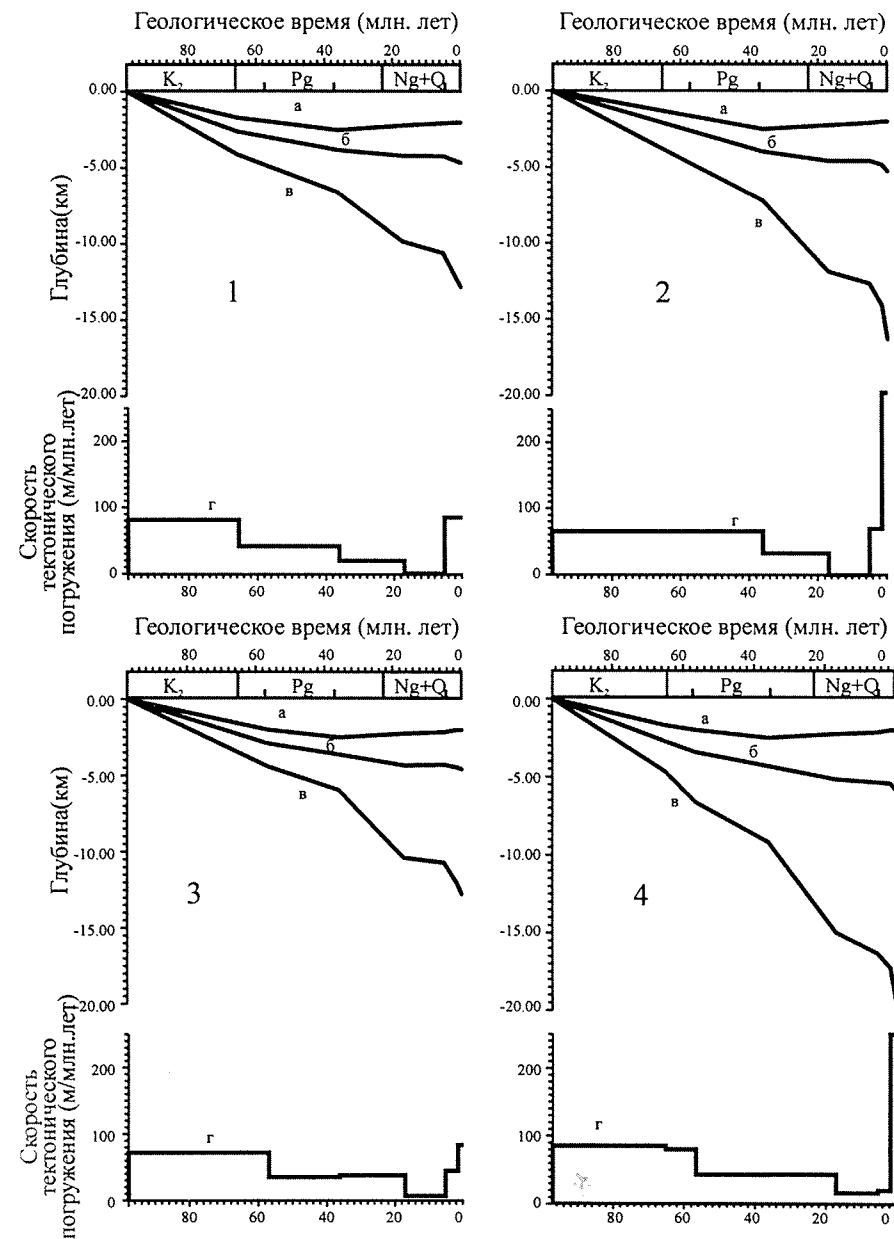 Геологическое время (млн. лет)
80 60 40 20 0
K₂ Pg Ng+Q
0.00
-5.00
-10.00
-15.00
-20.00
Глубина(км)
а
б
в
1
Скорость
тектонического
погружения (м/млн.лет)
200
100
0
г
80 60 40 20 0
Геологическое время (млн. лет)
80 60 40 20 0
K₂ Pg Ng+Q
0.00
-5.00
-10.00
-15.00
-20.00
а
б
в
2
200
100
0
г
80 60 40 20 0
Геологическое время (млн. лет)
80 60 40 20 0
K₂ Pg Ng+Q
0.00
-5.00
-10.00
-15.00
-20.00
Глубина(км)
а
б
в
3
Скорость
тектонического
погружения (м/млн.лет)
200
100
0
г
80 60 40 20 0
Геологическое время (млн. лет)
80 60 40 20 0
K₂ Pg Ng+Q
0.00
-5.00
-10.00
-15.00
-20.00
а
б
в
4
200
100
0
г
80 60 40 20 0